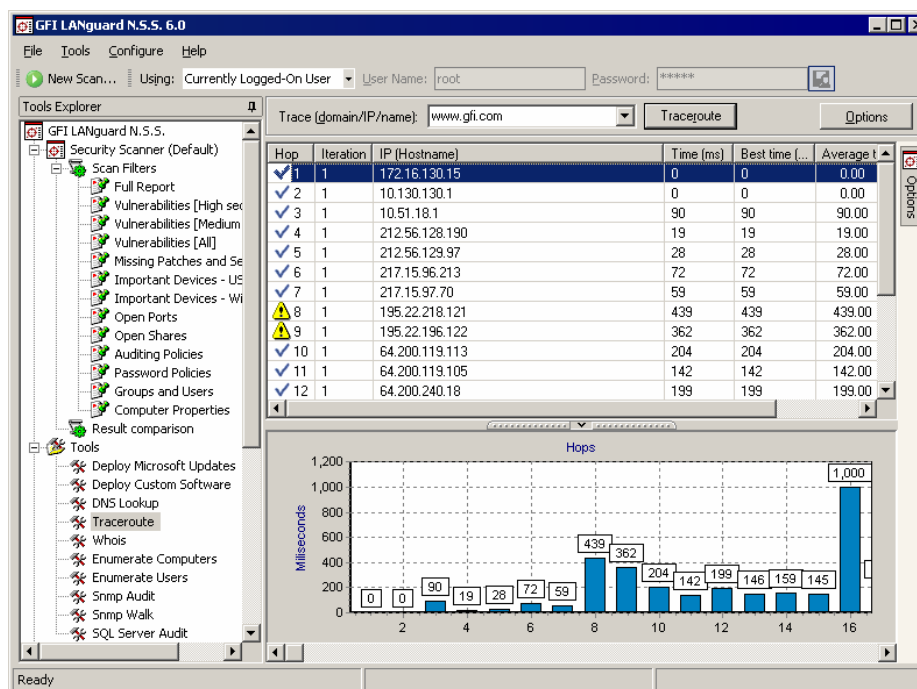 GFI LANguard N.S.S. 6.0
File Tools Configure Help
New Scan... Using: Currently Logged-On User User Name: root Password: *****
Tools Explorer
GFI LANguard N.S.S.
Security Scanner (Default)
Scan Filters
Full Report
Vulnerabilities [High sec
Vulnerabilities [Medium
Vulnerabilities [All]
Missing Patches and Se
Important Devices - US
Important Devices - Wi
Open Ports
Open Shares
Auditing Policies
Password Policies
Groups and Users
Computer Properties
Result comparison
Tools
Deploy Microsoft Updates
Deploy Custom Software
DNS Lookup
Traceroute
Whois
Enumerate Computers
Enumerate Users
Snmp Audit
Snmp Walk
SQL Server Audit
Trace (domain/IP/name): www.gfi.com Traceroute Options
Hop Iteration IP (Hostname) Time (ms) Best time (... Average t
1 1 172.16.130.15 0 0 0.00
2 1 10.130.130.1 0 0 0.00
3 1 10.51.18.1 90 90 90.00
4 1 212.56.128.190 19 19 19.00
5 1 212.56.129.97 28 28 28.00
6 1 217.15.96.213 72 72 72.00
7 1 217.15.97.70 59 59 59.00
8 1 195.22.218.121 439 439 439.00
9 1 195.22.196.122 362 362 362.00
10 1 64.200.119.113 204 204 204.00
11 1 64.200.119.105 142 142 142.00
12 1 64.200.240.18 199 199 199.00
Options
Hops
Miliseconds
1,200
1,000
800
600
400
200
0
0 0 90 19 28 72 59 439 362 204 142 199 146 159 145 1,000
2 4 6 8 10 12 14 16
Ready